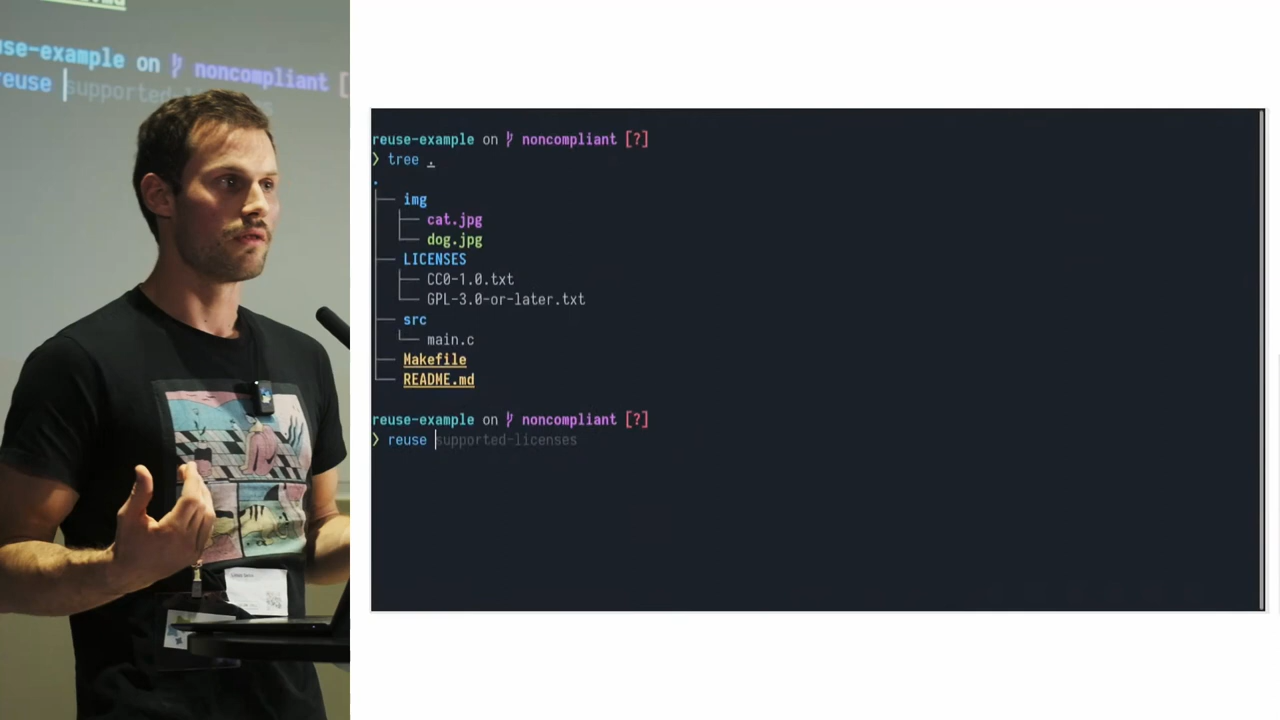 use-example on noncompliant [
reuse supported-licenses
reuse-example on noncompliant [?]
❯ tree .
.
├── img
│   ├── cat.jpg
│   └── dog.jpg
├── LICENSES
│   ├── CC0-1.0.txt
│   └── GPL-3.0-or-later.txt
├── src
│   └── main.c
├── Makefile
└── README.md
reuse-example on noncompliant [?]
❯ reuse supported-licenses